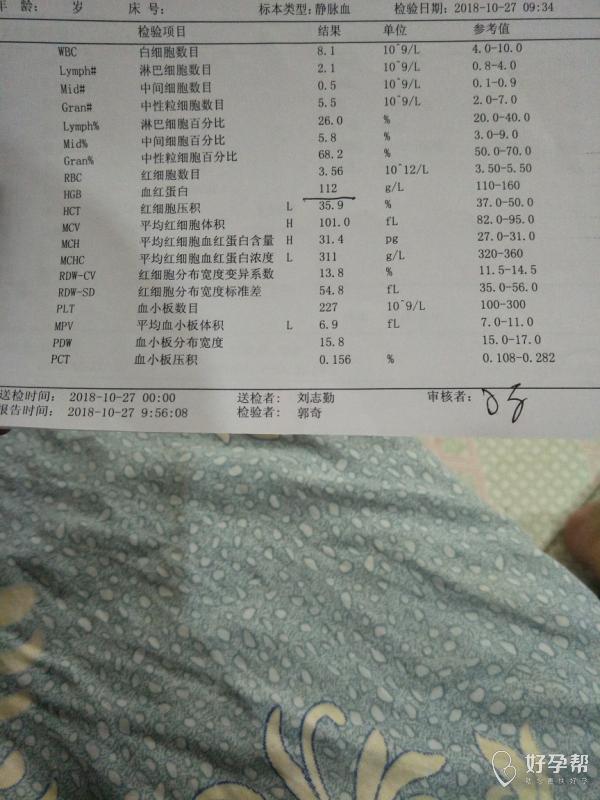 年 龄: 岁 床 号: 标本类型:静脉血 检验日期:2018-10-27 09:34
检验项目 结果 单位 参考值
WBC 白细胞数目 8.1 10^9/L 4.0-10.0
Lymph# 淋巴细胞数目 2.1 10^9/L 0.8-4.0
Mid# 中间细胞数目 0.5 10^9/L 0.1-0.9
Gran# 中性粒细胞数目 5.5 10^9/L 2.0-7.0
Lymph% 淋巴细胞百分比 26.0 % 20.0-40.0
Mid% 中间细胞百分比 5.8 % 3.0-9.0
Gran% 中性粒细胞百分比 68.2 % 50.0-70.0
RBC 红细胞数目 3.56 10^12/L 3.50-5.50
HGB 血红蛋白 112 g/L 110-160
HCT 红细胞压积 L 35.9 % 37.0-50.0
MCV 平均红细胞体积 H 101.0 fL 82.0-95.0
MCH 平均红细胞血红蛋白含量 H 31.4 pg 27.0-31.0
MCHC 平均红细胞血红蛋白浓度 L 311 g/L 320-360
RDW-CV 红细胞分布宽度变异系数 13.8 % 11.5-14.5
RDW-SD 红细胞分布宽度标准差 54.8 fL 35.0-56.0
PLT 血小板数目 227 10^9/L 100-300
MPV 平均血小板体积 L 6.9 fL 7.0-11.0
PDW 血小板分布宽度 15.8 15.0-17.0
PCT 血小板压积 0.156 % 0.108-0.282
送检时间: 2018-10-27 00:00 送检者: 刘志勤 审核者:
报告时间: 2018-10-27 9:56:08 检验者: 郭奇
好孕帮